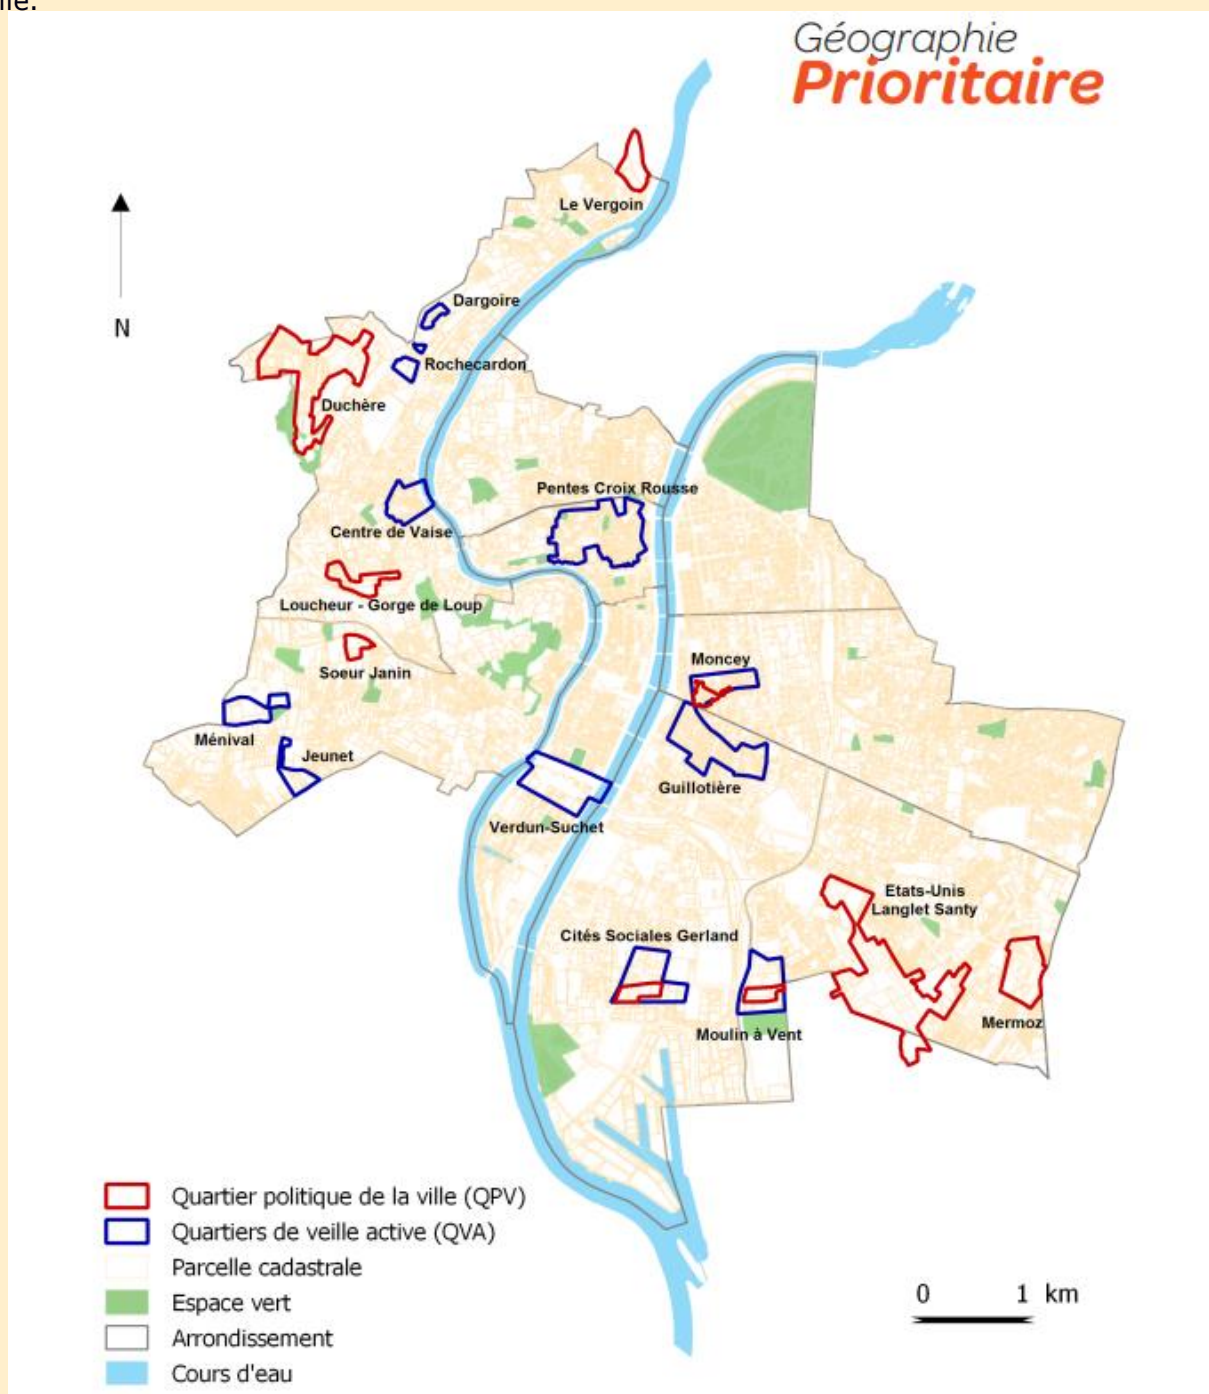 Géographie
Prioritaire
Le Vergoin
N
Dargoire
Rochecardon
Duchère
Pentes Croix Rousse
Centre de Vaise
Loucheur - Gorge de Loup
Soeur Janin
Moncey
Ménival
Jeunet
Guillotière
Verdun-Suchet
Etats-Unis
Langlet Santy
Cités Sociales Gerland
Mermoz
Moulin à Vent
Quartier politique de la ville (QPV)
Quartiers de veille active (QVA)
Parcelle cadastrale
Espace vert
Arrondissement
Cours d'eau
0 1 km